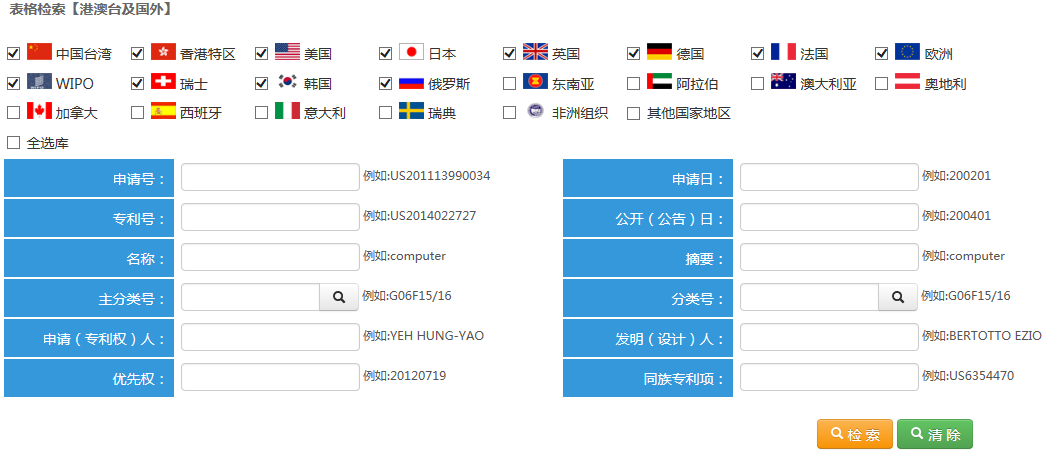 表格检索【港澳台及国外】
中国台湾 香港特区 美国 日本 英国 德国 法国 欧洲
WIPO 瑞士 韩国 俄罗斯 东南亚 阿拉伯 澳大利亚 奥地利
加拿大 西班牙 意大利 瑞典 非洲组织 其他国家地区
全选库
申请号： 例如:US201113990034 申请日： 例如:200201
专利号： 例如:US2014022727 公开（公告）日： 例如:200401
名称： 例如:computer 摘要： 例如:computer
主分类号： 例如:G06F15/16 分类号： 例如:G06F15/16
申请（专利权）人： 例如:YEH HUNG-YAO 发明（设计）人： 例如:BERTOTTO EZIO
优先权： 例如:20120719 同族专利项： 例如:US6354470
检 索 清 除